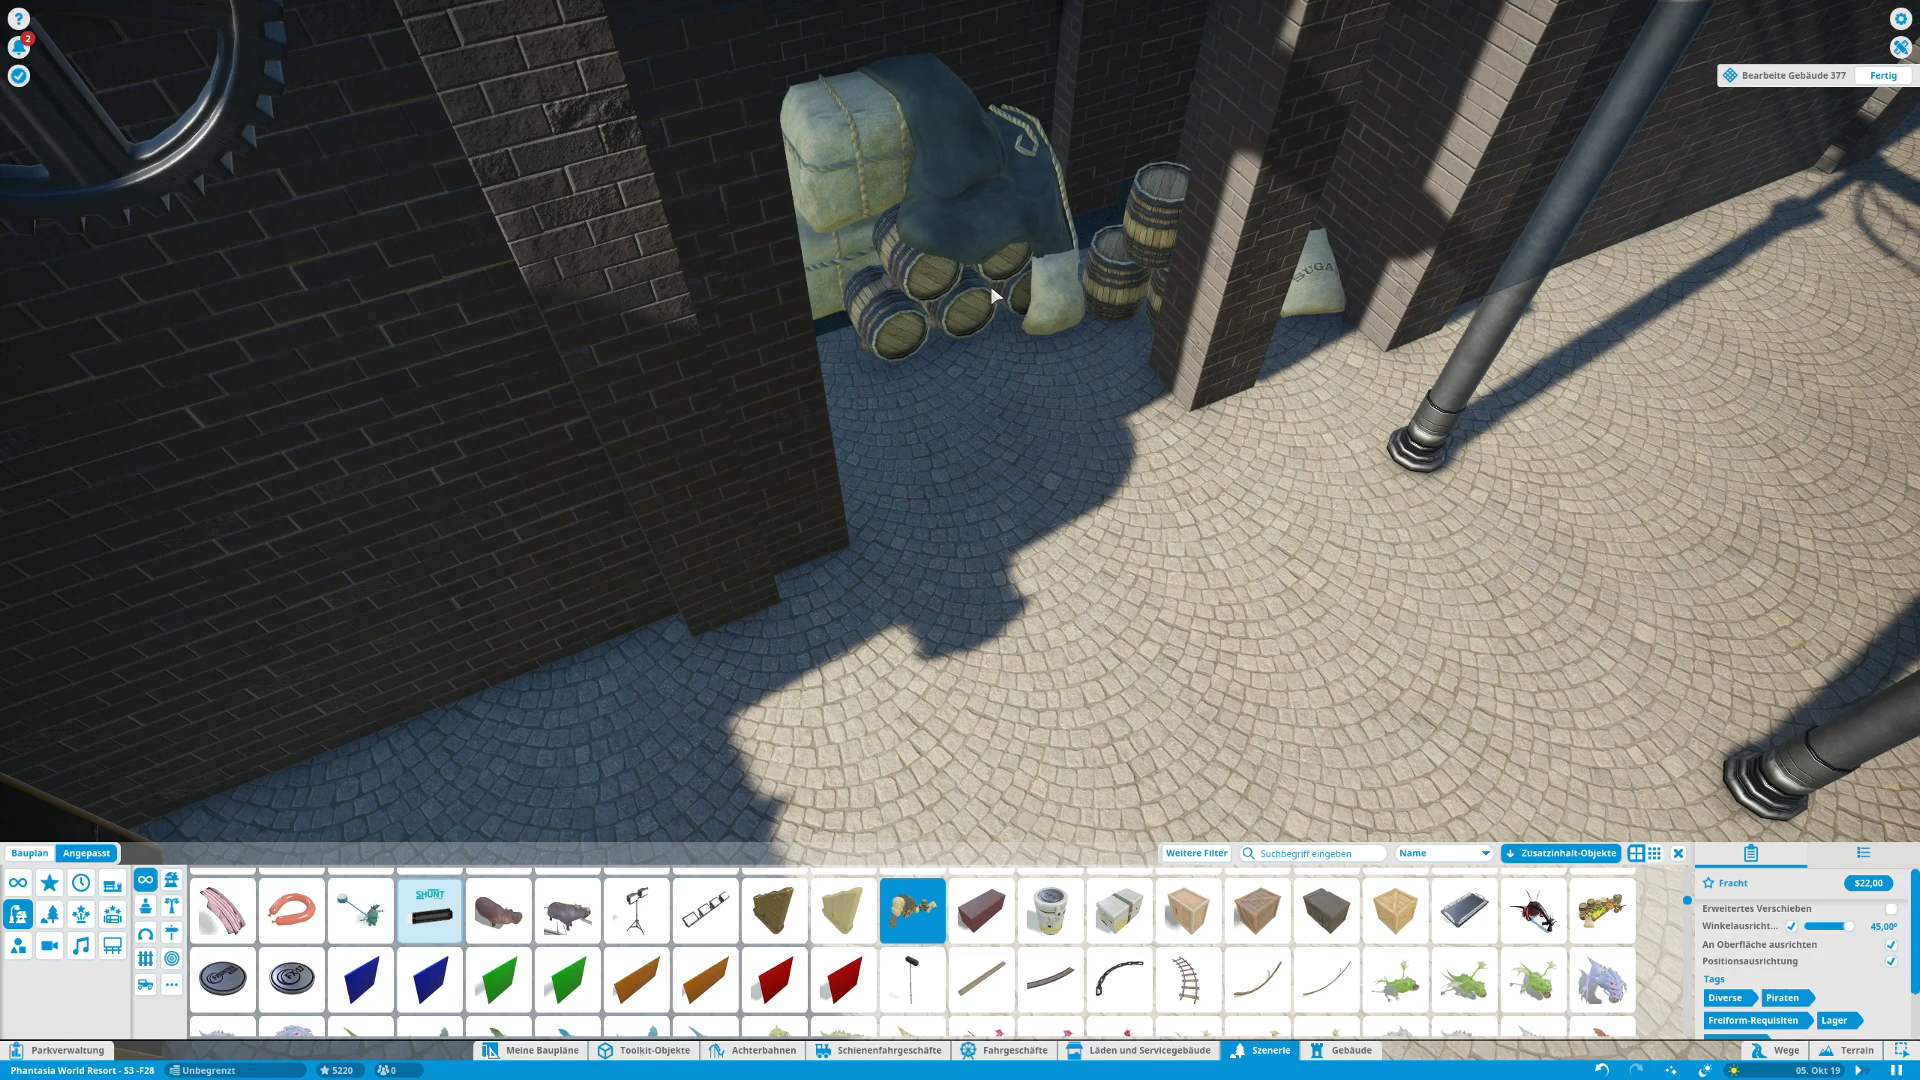 2
Bearbeite Gebäude 377 Fertig
SUGA
Bauplan Angepasst
Weitere Filter Suchbegriff eingeben Name Zusatzinhalt-Objekte
SHUNT
Fracht $22,00
Erweitertes Verschieben
Winkelausricht... 45,00°
An Oberfläche ausrichten
Positionsausrichtung
Tags
Diverse Piraten
Freiform-Requisiten Lager
Parkverwaltung Meine Baupläne Toolkit-Objekte Achterbahnen Schienenfahrgeschäfte Fahrgeschäfte Läden und Servicegebäude Szenerie Gebäude Wege Terrain
Phantasia World Resort - S3 -F28 Unbegrenzt 5220 0 05. Okt 19